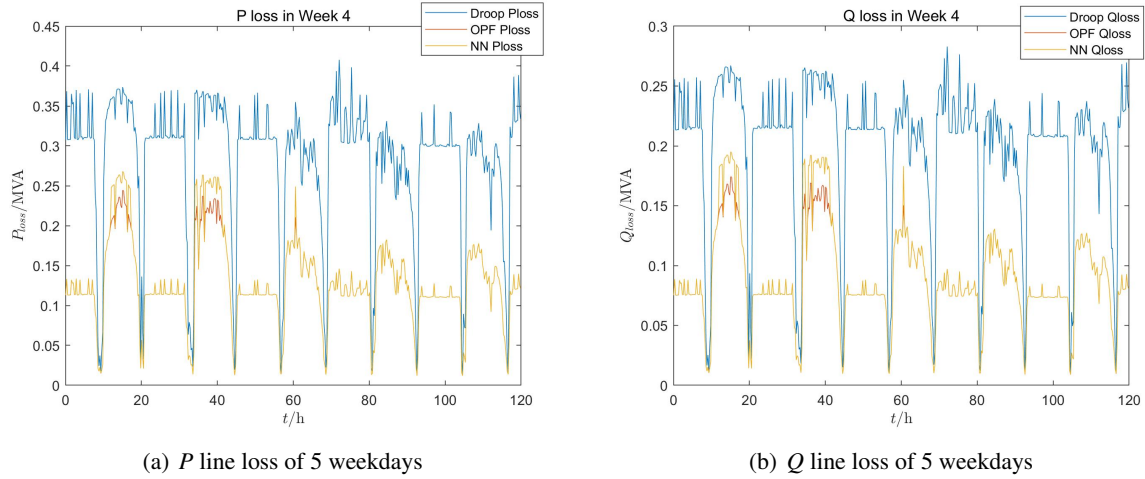 P loss in Week 4
Droop Ploss
OPF Ploss
NN Ploss
0.45
0.4
0.35
0.3
0.25
0.2
0.15
0.1
0.05
0
P_loss/MVA
0 20 40 60 80 100 120
t/h
(a) P line loss of 5 weekdays
Q loss in Week 4
Droop Qloss
OPF Qloss
NN Qloss
0.3
0.25
0.2
0.15
0.1
0.05
0
Q_loss/MVA
0 20 40 60 80 100 120
t/h
(b) Q line loss of 5 weekdays